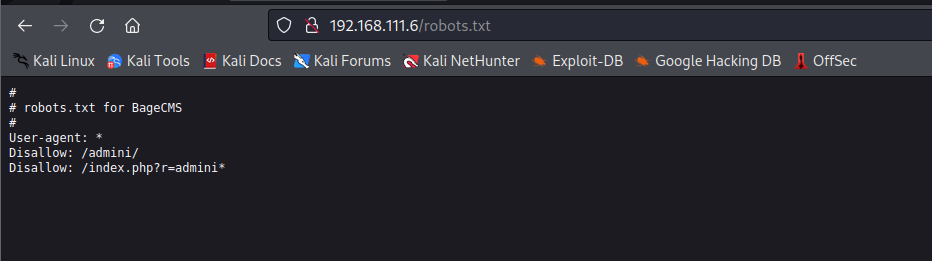 192.168.111.6/robots.txt
Kali Linux Kali Tools Kali Docs Kali Forums Kali NetHunter Exploit-DB Google Hacking DB OffSec
#
# robots.txt for BageCMS
#
User-agent: *
Disallow: /admini/
Disallow: /index.php?r=admini*